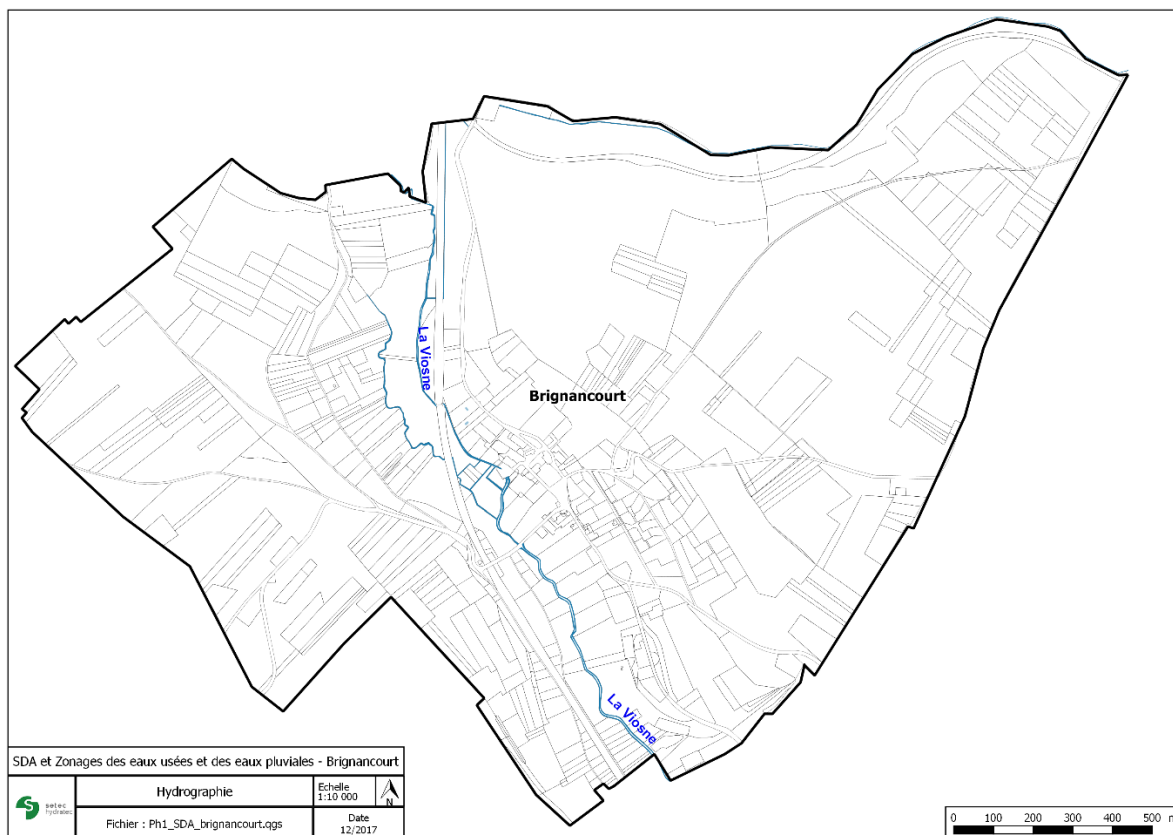 La Viosne
Brignancourt
La Viosne
SDA et Zonages des eaux usées et des eaux pluviales - Brignancourt
setec
hydratec
Hydrographie
Echelle
1:10 000
N
Fichier : Ph1_SDA_brignancourt.qgs
Date
12/2017
0 100 200 300 400 500 m